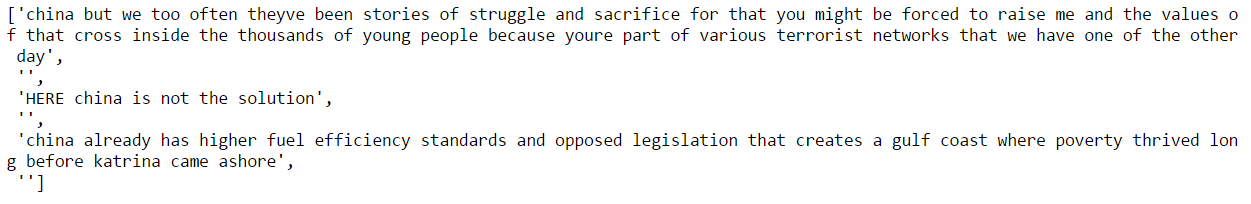 ['china but we too often theyve been stories of struggle and sacrifice for that you might be forced to raise me and the values o
f that cross inside the thousands of young people because youre part of various terrorist networks that we have one of the other
 day',
 '',
 'HERE china is not the solution',
 '',
 'china already has higher fuel efficiency standards and opposed legislation that creates a gulf coast where poverty thrived lon
g before katrina came ashore',
 '']